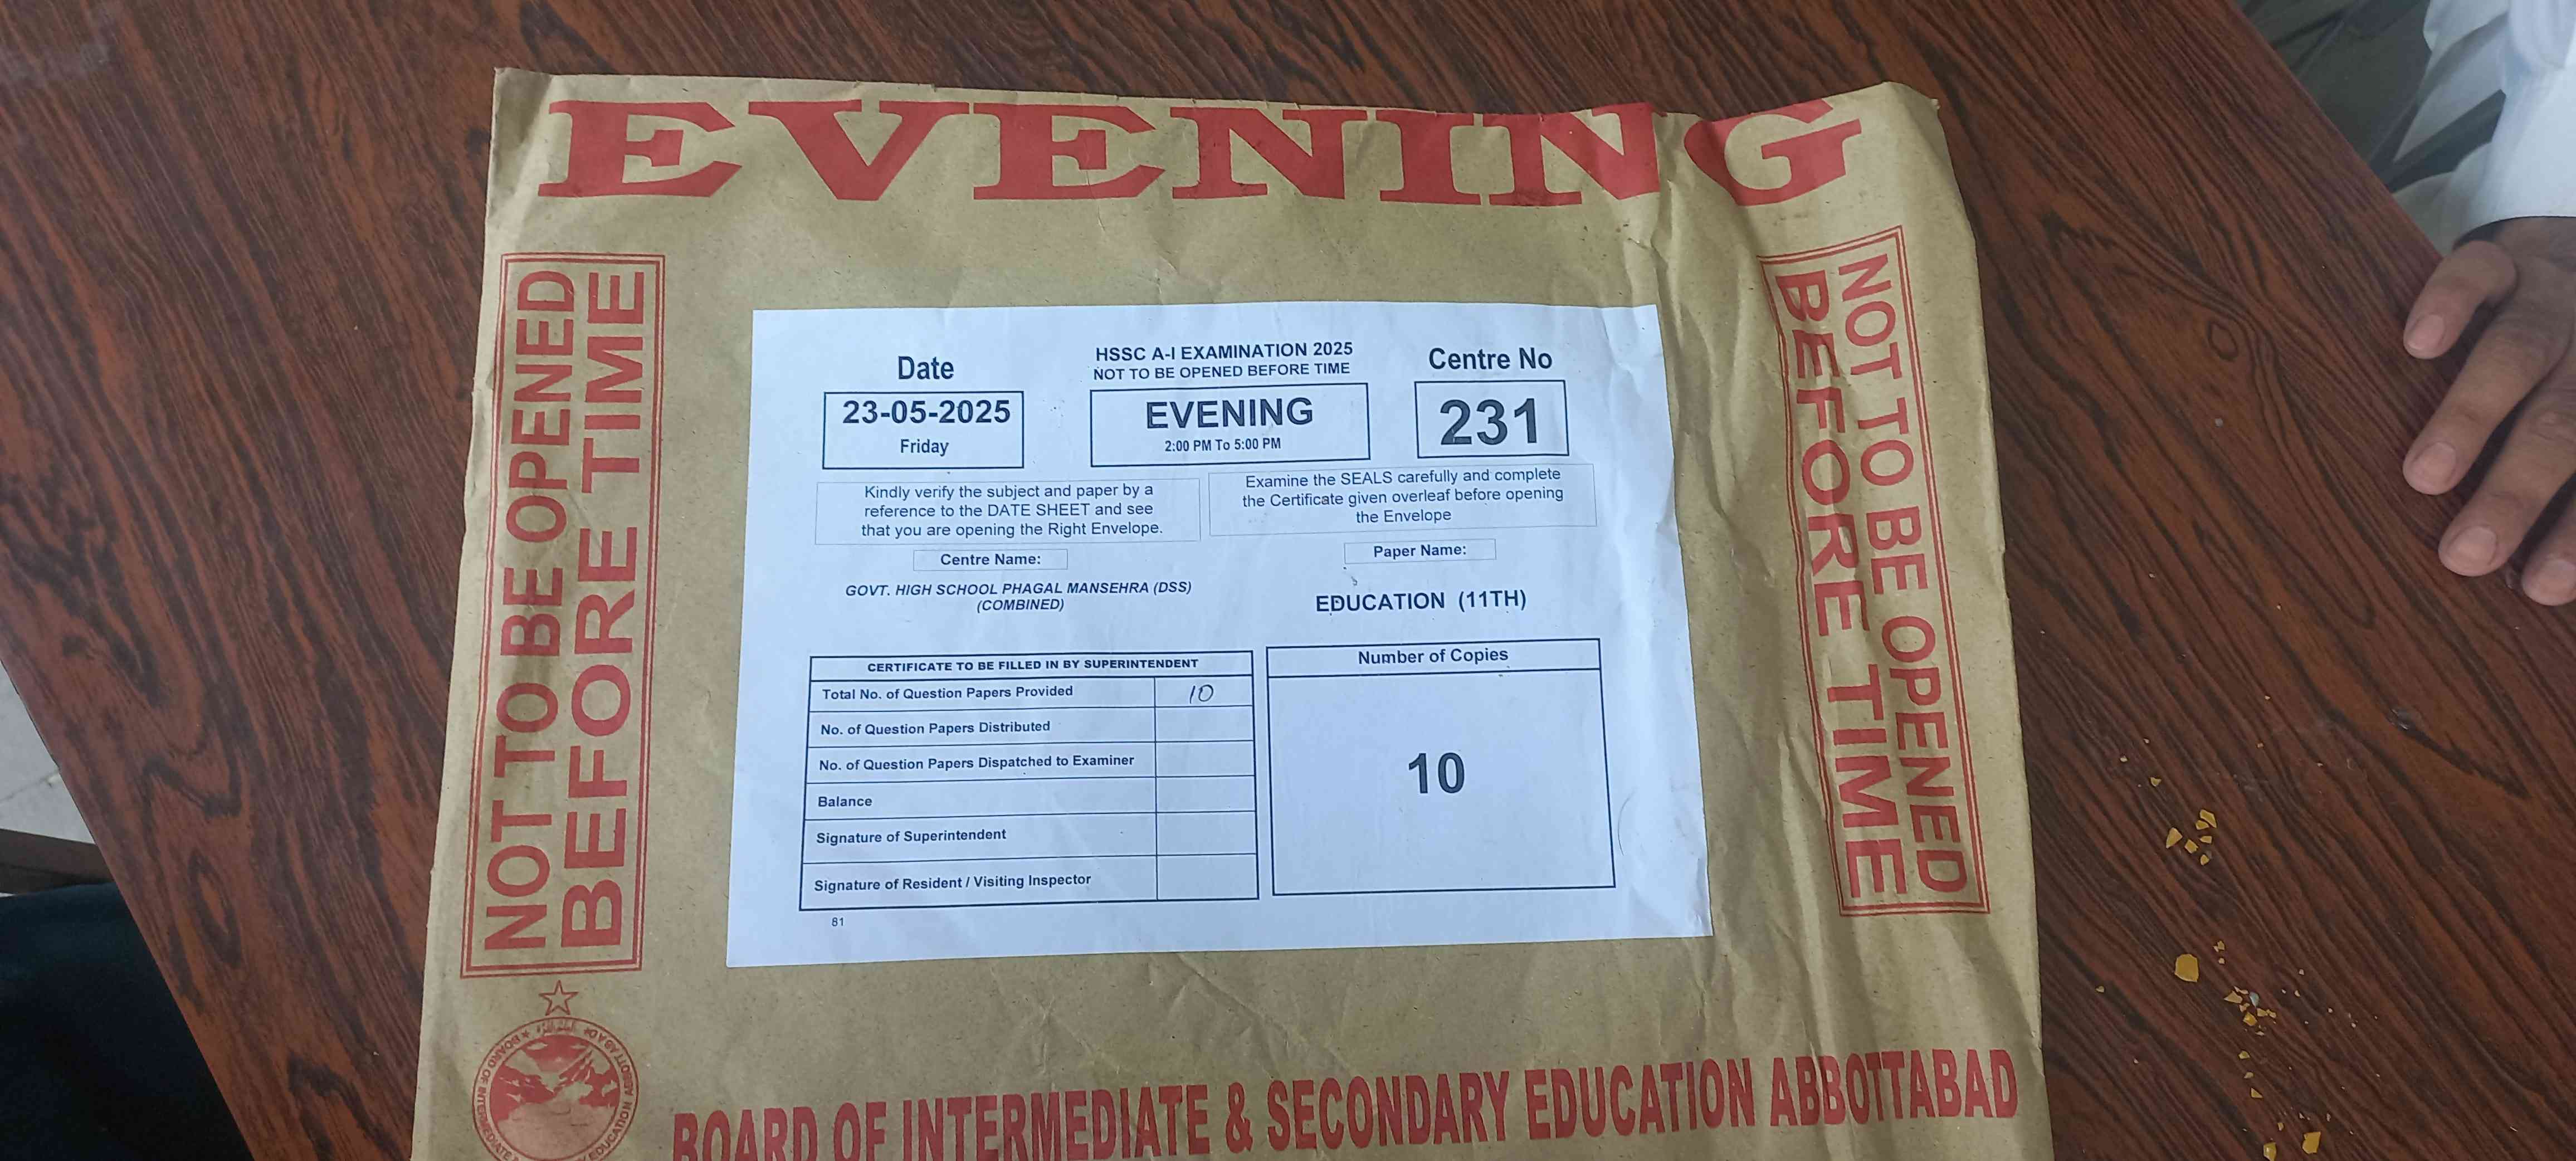 EVENING
NOT TO BE OPENED
BEFORE TIME
Date
23-05-2025
Friday
HSSC A-I EXAMINATION 2025
NOT TO BE OPENED BEFORE TIME
EVENING
2:00 PM To 5:00 PM
Centre No
231
Kindly verify the subject and paper by a
reference to the DATE SHEET and see
that you are opening the Right Envelope.
Examine the SEALS carefully and complete
the Certificate given overleaf before opening
the Envelope
Centre Name:
GOVT. HIGH SCHOOL PHAGAL MANSEHRA (DSS)
(COMBINED)
Paper Name:
EDUCATION (11TH)
CERTIFICATE TO BE FILLED IN BY SUPERINTENDENT
Total No. of Question Papers Provided 10
No. of Question Papers Distributed
No. of Question Papers Dispatched to Examiner
Balance
Signature of Superintendent
Signature of Resident / Visiting Inspector
Number of Copies
10
81
NOT TO BE OPENED
BEFORE TIME
BOARD OF INTERMEDIATE & SECONDARY EDUCATION ABBOTTABAD
BOARD OF INTERMEDIATE & EDUCATION ABBOTTABAD